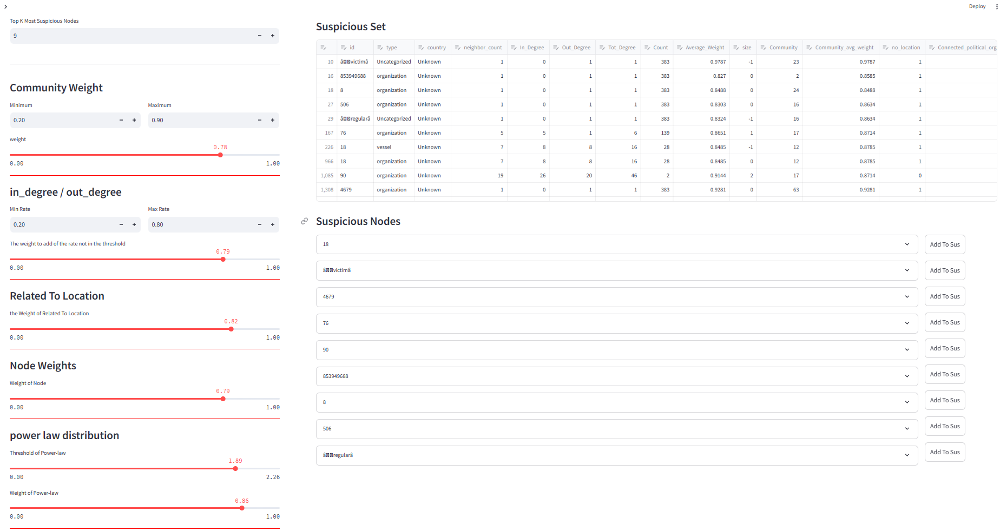 Deploy
Top K Most Suspicious Nodes
9
Community Weight
Minimum
Maximum
0.20
0.90
weight
0.78
0.00 1.00
in_degree / out_degree
Min Rate
Max Rate
0.20
0.80
The weight to add of the rate not in the threshold
0.79
0.00 1.00
Related To Location
the Weight of Related To Location
0.82
0.00 1.00
Node Weights
Weight of Node
0.79
0.00 1.00
power law distribution
Threshold of Power-law
1.89
0.00 2.26
Weight of Power-law
0.86
0.00 1.00
Suspicious Set
id type country neighbor_count In_Degree Out_Degree Tot_Degree Count Average_Weight size Community Community_avg_weight no_location Connected_political_org
10 âvictimâ Uncategorized Unknown 1 0 1 1 383 0.9787 -1 23 0.9787 1
16 853949688 organization Unknown 1 0 1 1 383 0.827 0 2 0.8585 1
18 8 organization Unknown 1 0 1 1 383 0.8488 0 24 0.8488 1
27 506 organization Unknown 1 0 1 1 383 0.8303 0 16 0.8634 1
29 âregularâ Uncategorized Unknown 1 0 1 1 383 0.8324 -1 16 0.8634 1
167 76 organization Unknown 5 5 1 6 139 0.8651 1 17 0.8714 1
226 18 vessel Unknown 7 8 8 16 28 0.8485 -1 12 0.8785 1
966 18 organization Unknown 7 8 8 16 28 0.8485 0 12 0.8785 1
1,085 90 organization Unknown 19 26 20 46 2 0.9144 2 17 0.8714 0
1,308 4679 organization Unknown 1 0 1 1 383 0.9281 0 63 0.9281 1
Suspicious Nodes
18 Add To Sus
âvictimâ Add To Sus
4679 Add To Sus
76 Add To Sus
90 Add To Sus
853949688 Add To Sus
8 Add To Sus
506 Add To Sus
âregularâ Add To Sus